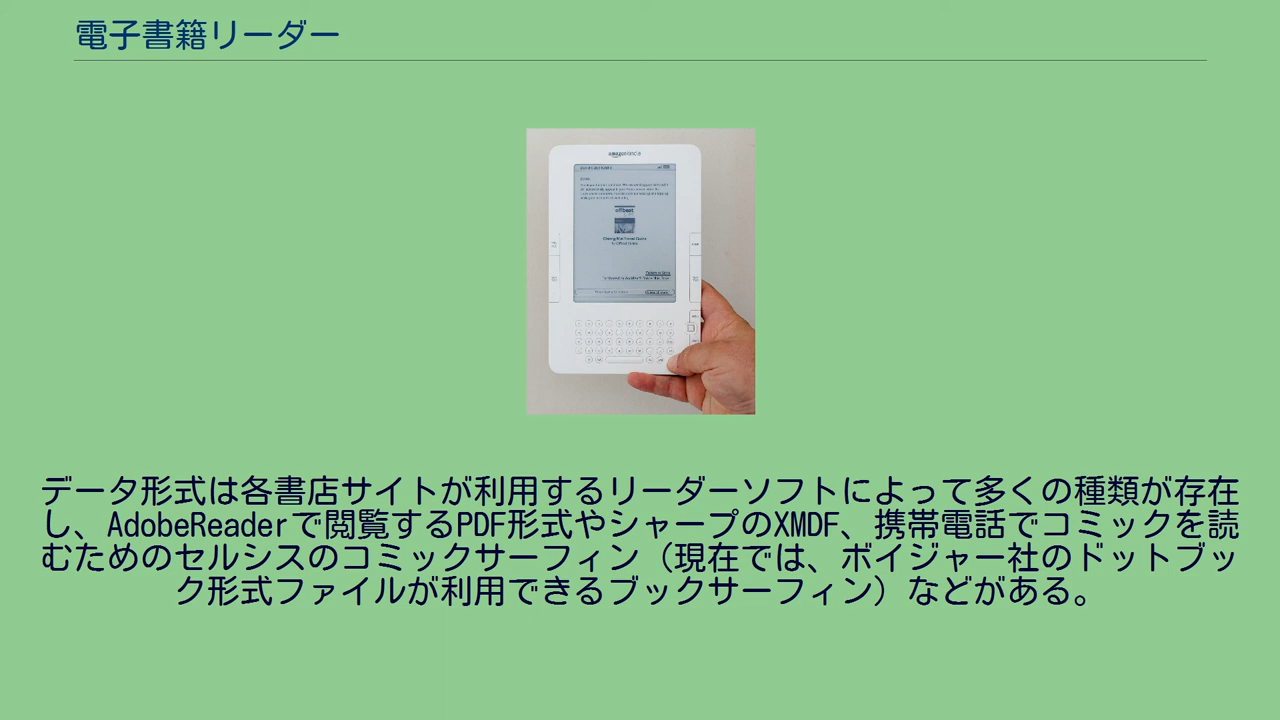 電子書籍リーダー
amazonkindle
データ形式は各書店サイトが利用するリーダーソフトによって多くの種類が存在
し、AdobeReaderで閲覧するPDF形式やシャープのXMDF、携帯電話でコミックを読
むためのセルシスのコミックサーフィン（現在では、ボイジャー社のドットブッ
ク形式ファイルが利用できるブックサーフィン）などがある。